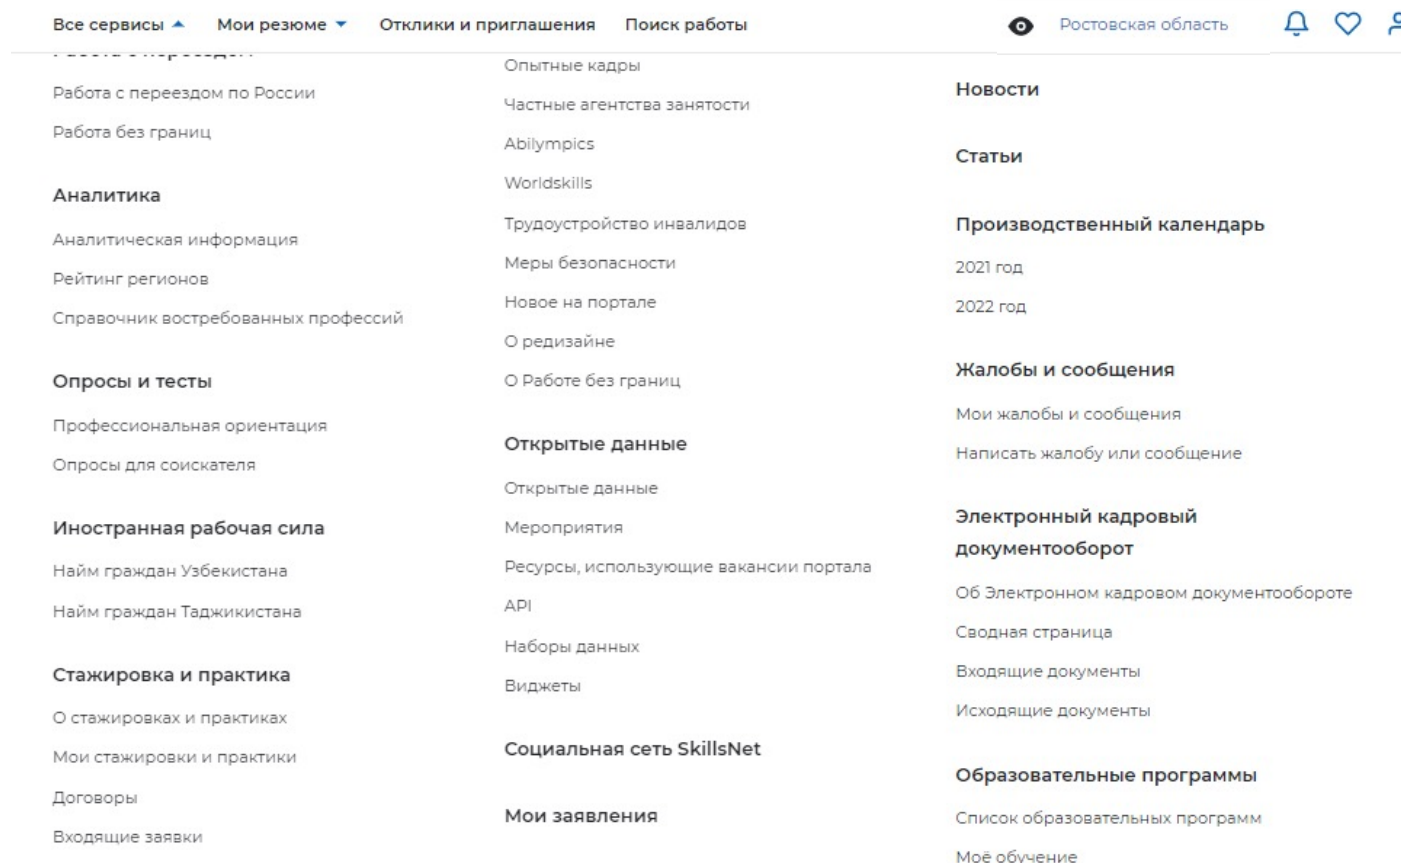 Все сервисы
Мои резюме
Отклики и приглашения
Поиск работы
Ростовская область
Работа с переездом
Работа с переездом по России
Работа без границ
Аналитика
Аналитическая информация
Рейтинг регионов
Справочник востребованных профессий
Опросы и тесты
Профессиональная ориентация
Опросы для соискателя
Иностранная рабочая сила
Найм граждан Узбекистана
Найм граждан Таджикистана
Стажировка и практика
О стажировках и практиках
Мои стажировки и практики
Договоры
Входящие заявки
Опытные кадры
Частные агентства занятости
Abilympics
Worldskills
Трудоустройство инвалидов
Меры безопасности
Новое на портале
О редизайне
О Работе без границ
Открытые данные
Открытые данные
Мероприятия
Ресурсы, использующие вакансии портала
API
Наборы данных
Виджеты
Социальная сеть SkillsNet
Мои заявления
Новости
Статьи
Производственный календарь
2021 год
2022 год
Жалобы и сообщения
Мои жалобы и сообщения
Написать жалобу или сообщение
Электронный кадровый
документооборот
Об Электронном кадровом документообороте
Сводная страница
Входящие документы
Исходящие документы
Образовательные программы
Список образовательных программ
Моё обучение